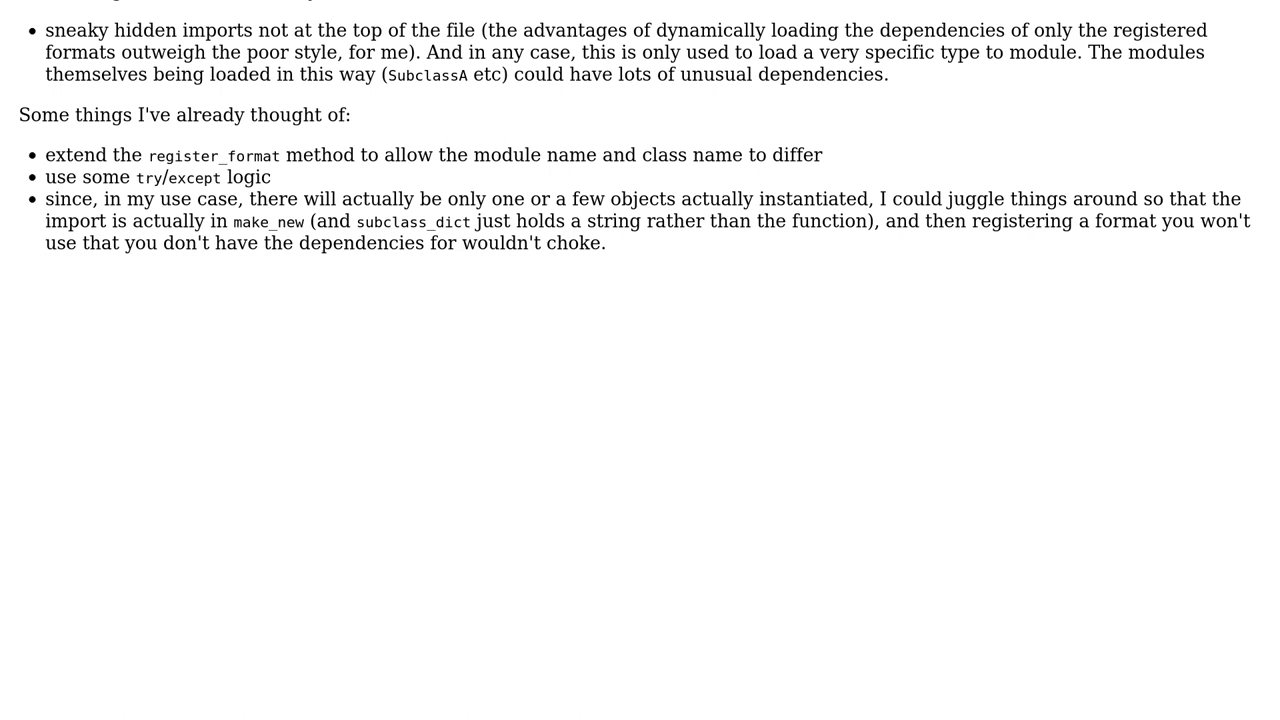 sneaky hidden imports not at the top of the file (the advantages of dynamically loading the dependencies of only the registered
formats outweigh the poor style, for me). And in any case, this is only used to load a very specific type to module. The modules
themselves being loaded in this way (SubclassA etc) could have lots of unusual dependencies.
Some things I've already thought of:
extend the register_format method to allow the module name and class name to differ
use some try/except logic
since, in my use case, there will actually be only one or a few objects actually instantiated, I could juggle things around so that the
import is actually in make_new (and subclass_dict just holds a string rather than the function), and then registering a format you won't
use that you don't have the dependencies for wouldn't choke.